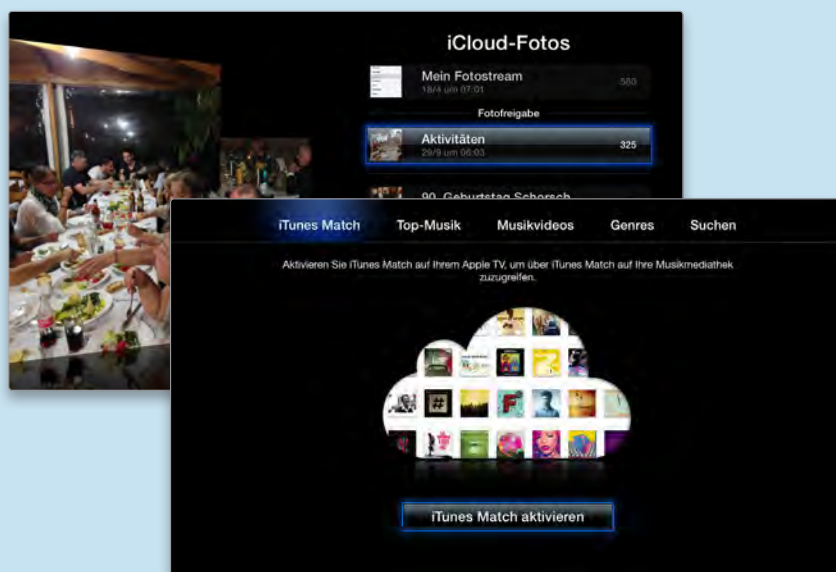 iCloud-Fotos
Mein Fotostream
18/4 um 07:01
585
Fotofreigabe
Aktivitäten
29/9 um 06:03
325
90. Geburtstag Schorsch
iTunes Match
Top-Musik
Musikvideos
Genres
Suchen
Aktivieren Sie iTunes Match auf Ihrem Apple TV, um über iTunes Match auf Ihre Musikmediathek
zuzugreifen.
iTunes Match aktivieren